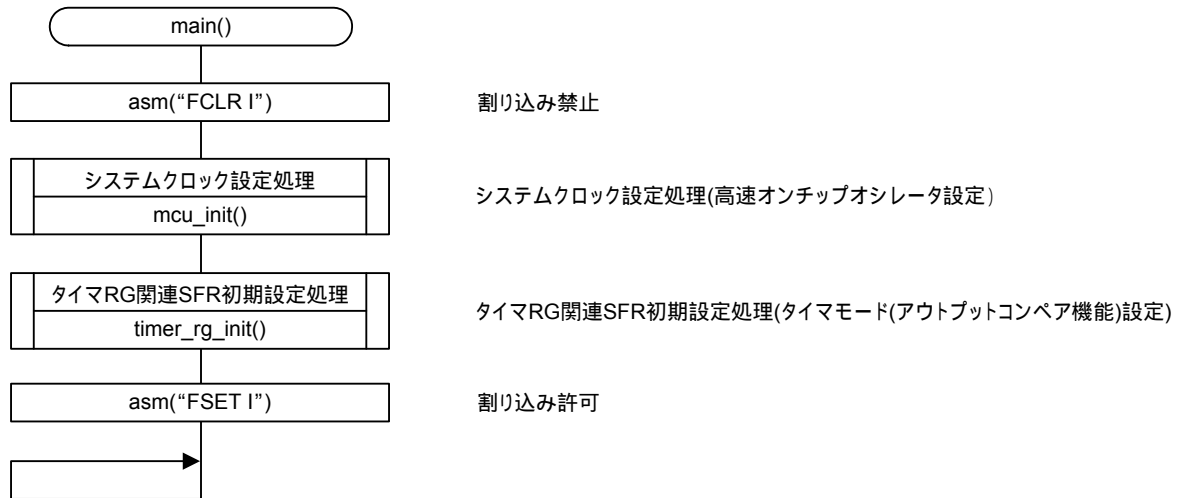 main()
asm(“FCLR I”) 割り込み禁止
システムクロック設定処理
mcu_init()
システムクロック設定処理(高速オンチップオシレータ設定)
タイマRG関連SFR初期設定処理
timer_rg_init()
タイマRG関連SFR初期設定処理(タイマモード(アウトプットコンペア機能)設定)
asm(“FSET I”) 割り込み許可